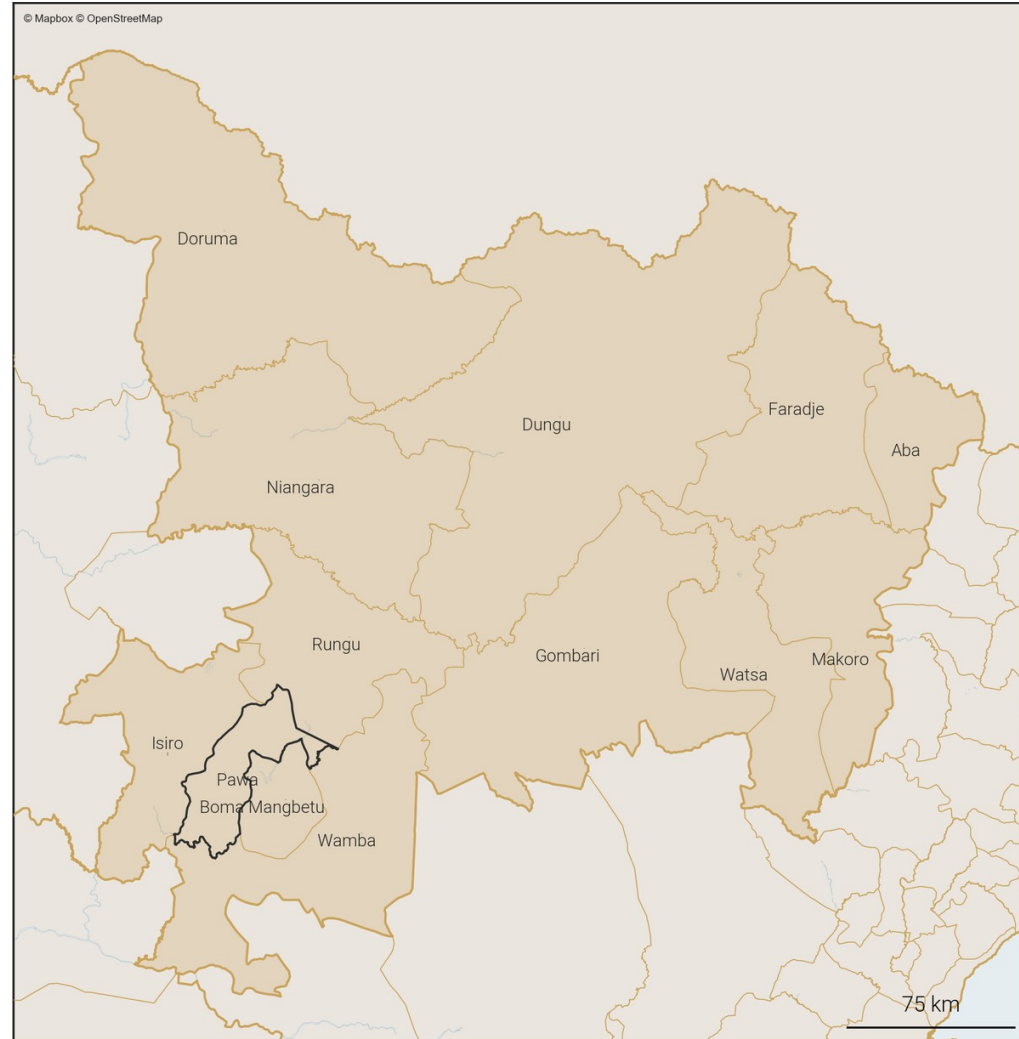 © Mapbox © OpenStreetMap
Doruma
Faradje
Dungu
Aba
Niangara
Rungu
Gombari
Makoro
Watsa
Isiro
Pawa
Boma Mangbetu
Wamba
75 km